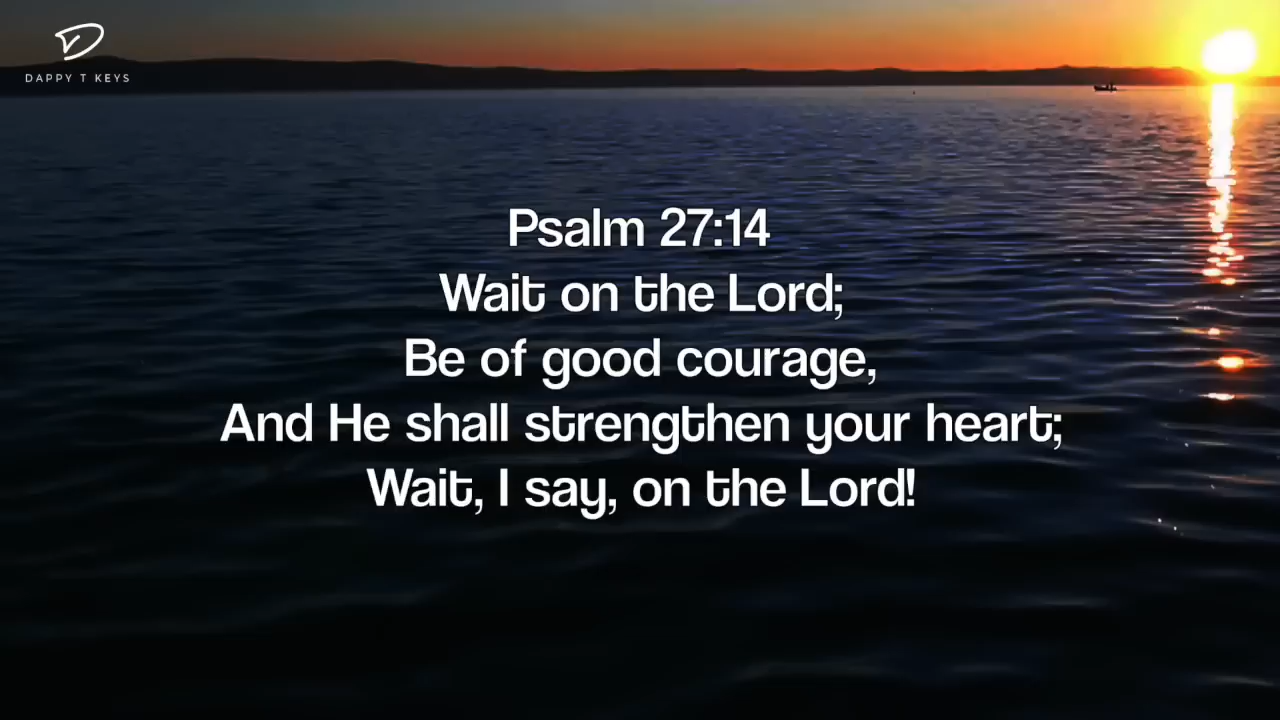 DAPPY T KEYS
Psalm 27:14
Wait on the Lord;
Be of good courage,
And He shall strengthen your heart;
Wait, I say, on the Lord!